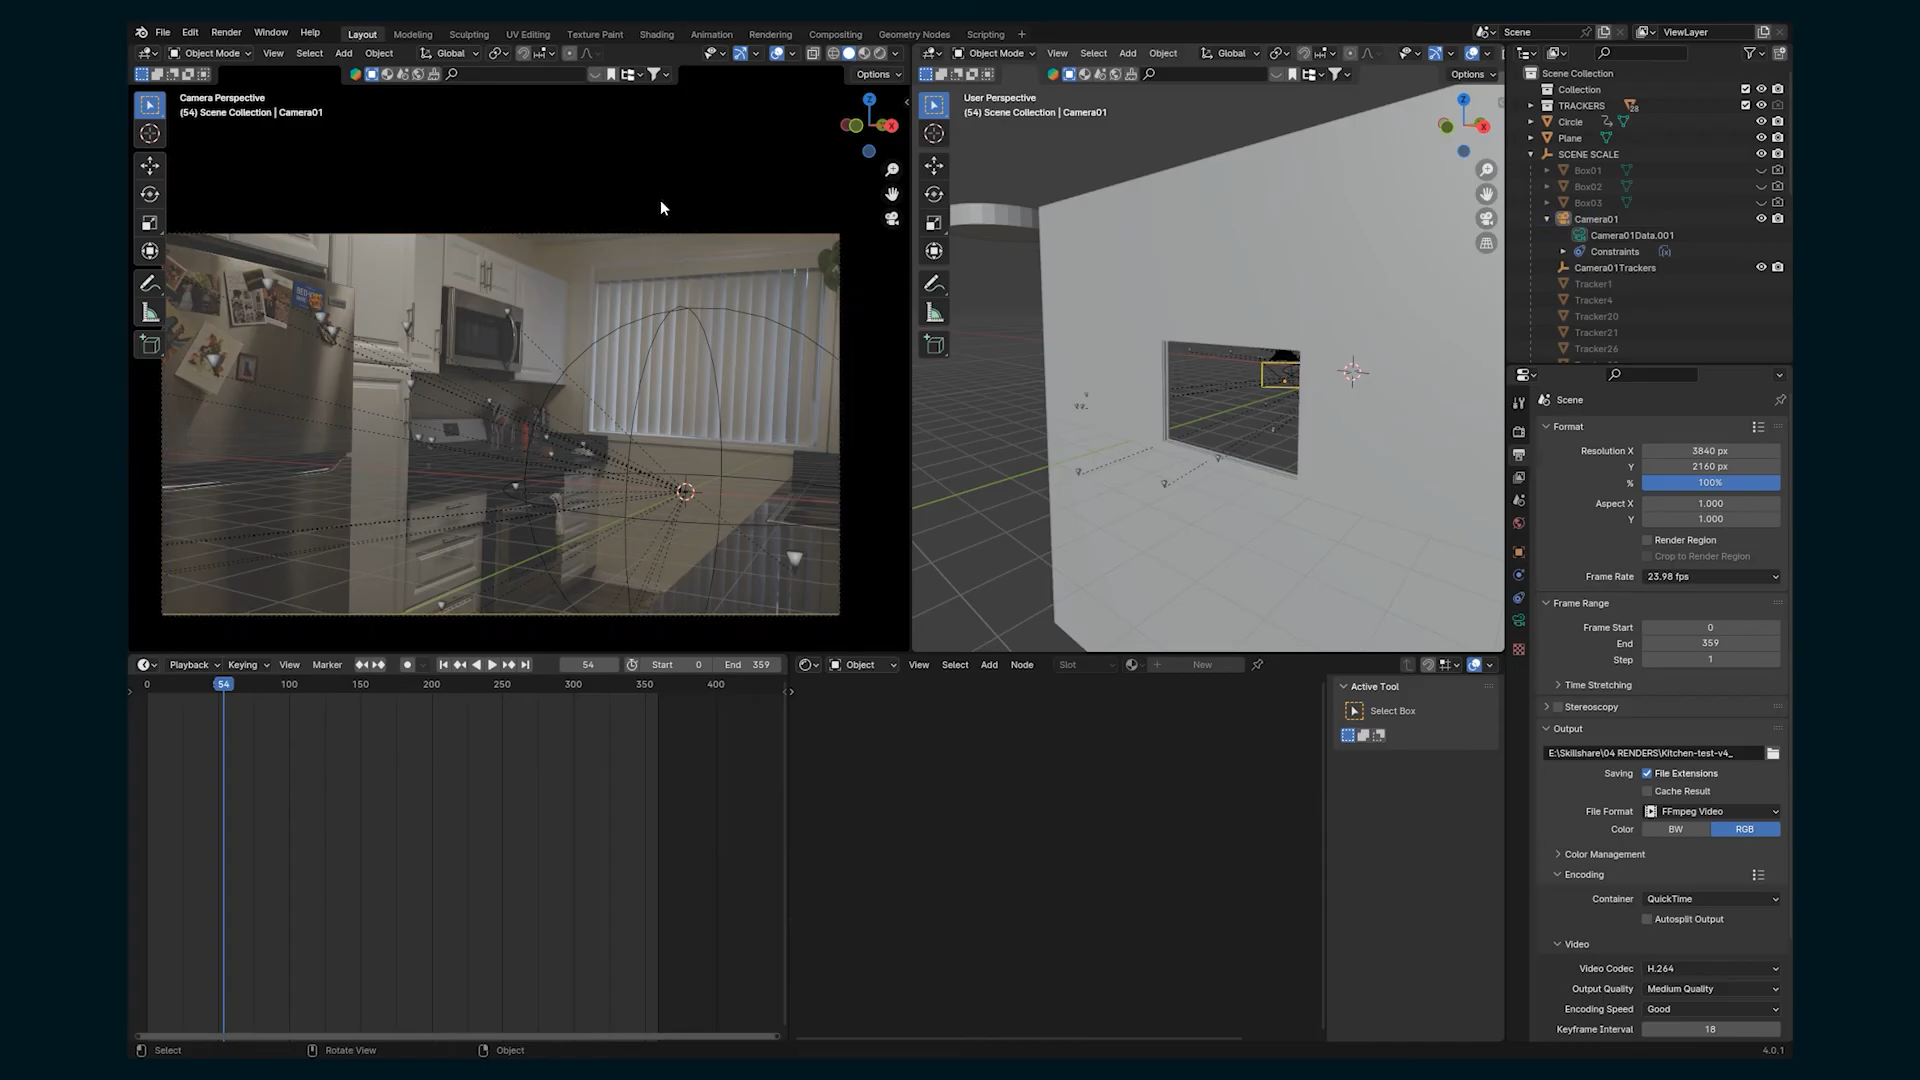 File Edit Render Window Help Layout Modeling Sculpting UV Editing Texture Paint Shading Animation Rendering Compositing Geometry Nodes Scripting + Scene ViewLayer
Object Mode View Select Add Object Global
Options
Camera Perspective
(54) Scene Collection | Camera01
Z
X
Object Mode View Select Add Object Global
Options
User Perspective
(54) Scene Collection | Camera01
Z
X
Scene Collection
Collection
TRACKERS 28
Circle
Plane
SCENE SCALE
Box01
Box02
Box03
Camera01
Camera01Data.001
Constraints
Camera01Trackers
Tracker1
Tracker4
Tracker20
Tracker21
Tracker26
Scene
Format
Resolution X 3840 px
Y 2160 px
% 100%
Aspect X 1.000
Y 1.000
Render Region
Crop to Render Region
Frame Rate 23.98 fps
Frame Range
Frame Start 0
End 359
Step 1
Time Stretching
Stereoscopy
Output
E:\Skillshare\04 RENDERS\Kitchen-test-v4_
Saving File Extensions
Cache Result
File Format FFmpeg Video
Color BW RGB
Color Management
Encoding
Container QuickTime
Autosplit Output
Video
Video Codec H.264
Output Quality Medium Quality
Encoding Speed Good
Keyframe Interval 18
Playback Keying View Marker 54 Start 0 End 359
0 54 100 150 200 250 300 350 400
Object View Select Add Node Slot New
Active Tool
Select Box
Select Rotate View Object 4.0.1